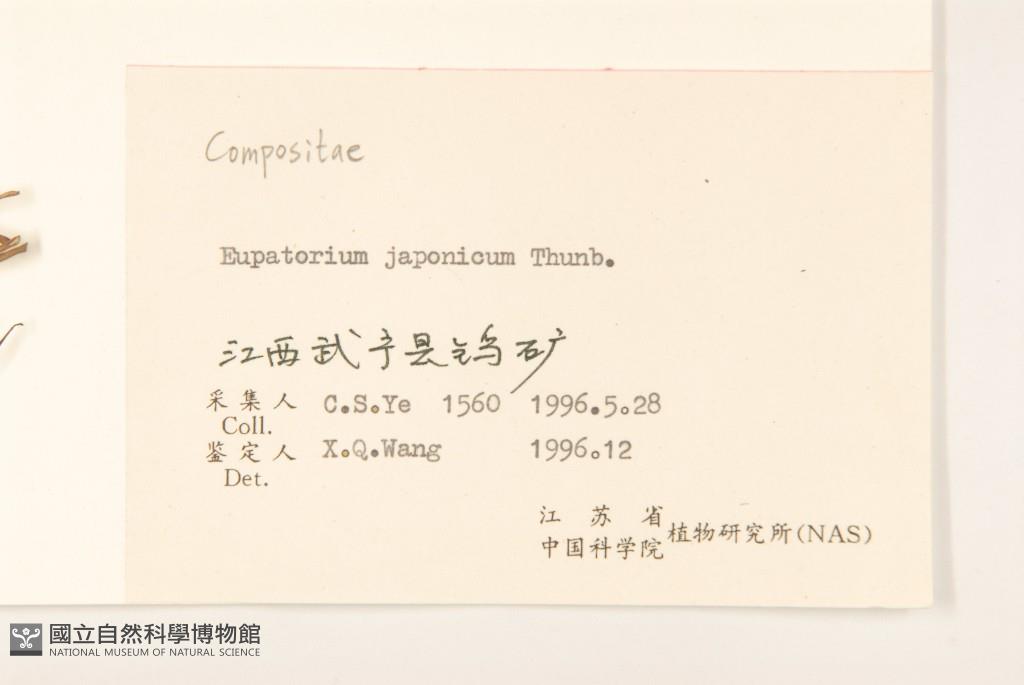 Compositae
Eupatorium japonicum Thunb.
江西武宁县钨矿
采集人 C.S.Ye 1560 1996.5.28
Coll.
鉴定人 X.Q.Wang 1996.12
Det.
江苏省
中国科学院植物研究所(NAS)
國立自然科學博物館
NATIONAL MUSEUM OF NATURAL SCIENCE